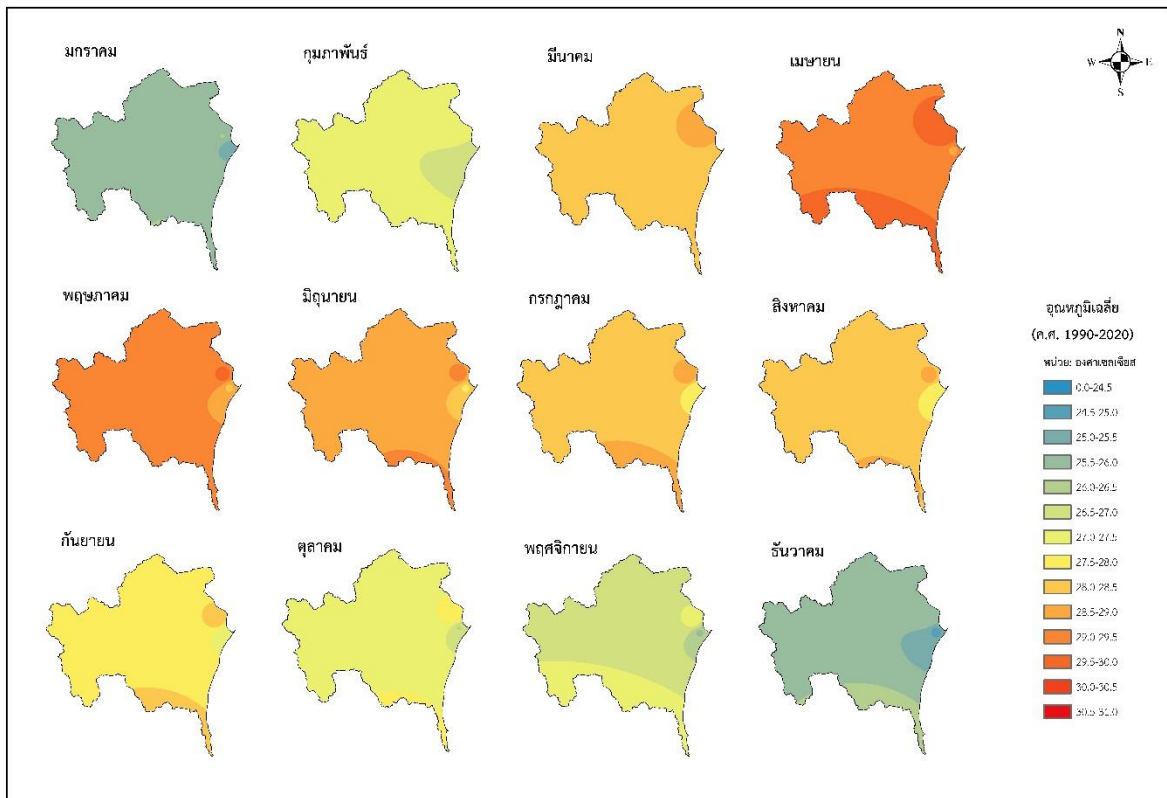 มกราคม
กุมภาพันธ์
มีนาคม
เมษายน
N
W E
S
พฤษภาคม
มิถุนายน
กรกฎาคม
สิงหาคม
กันยายน
ตุลาคม
พฤศจิกายน
ธันวาคม
อุณหภูมิเฉลี่ย
(ค.ศ. 1990-2020)
หน่วย: องศาเซลเซียส
0.0-24.5
24.5-25.0
25.0-25.5
25.5-26.0
26.0-26.5
26.5-27.0
27.0-27.5
27.5-28.0
28.0-28.5
28.5-29.0
29.0-29.5
29.5-30.0
30.0-30.5
30.5-31.0